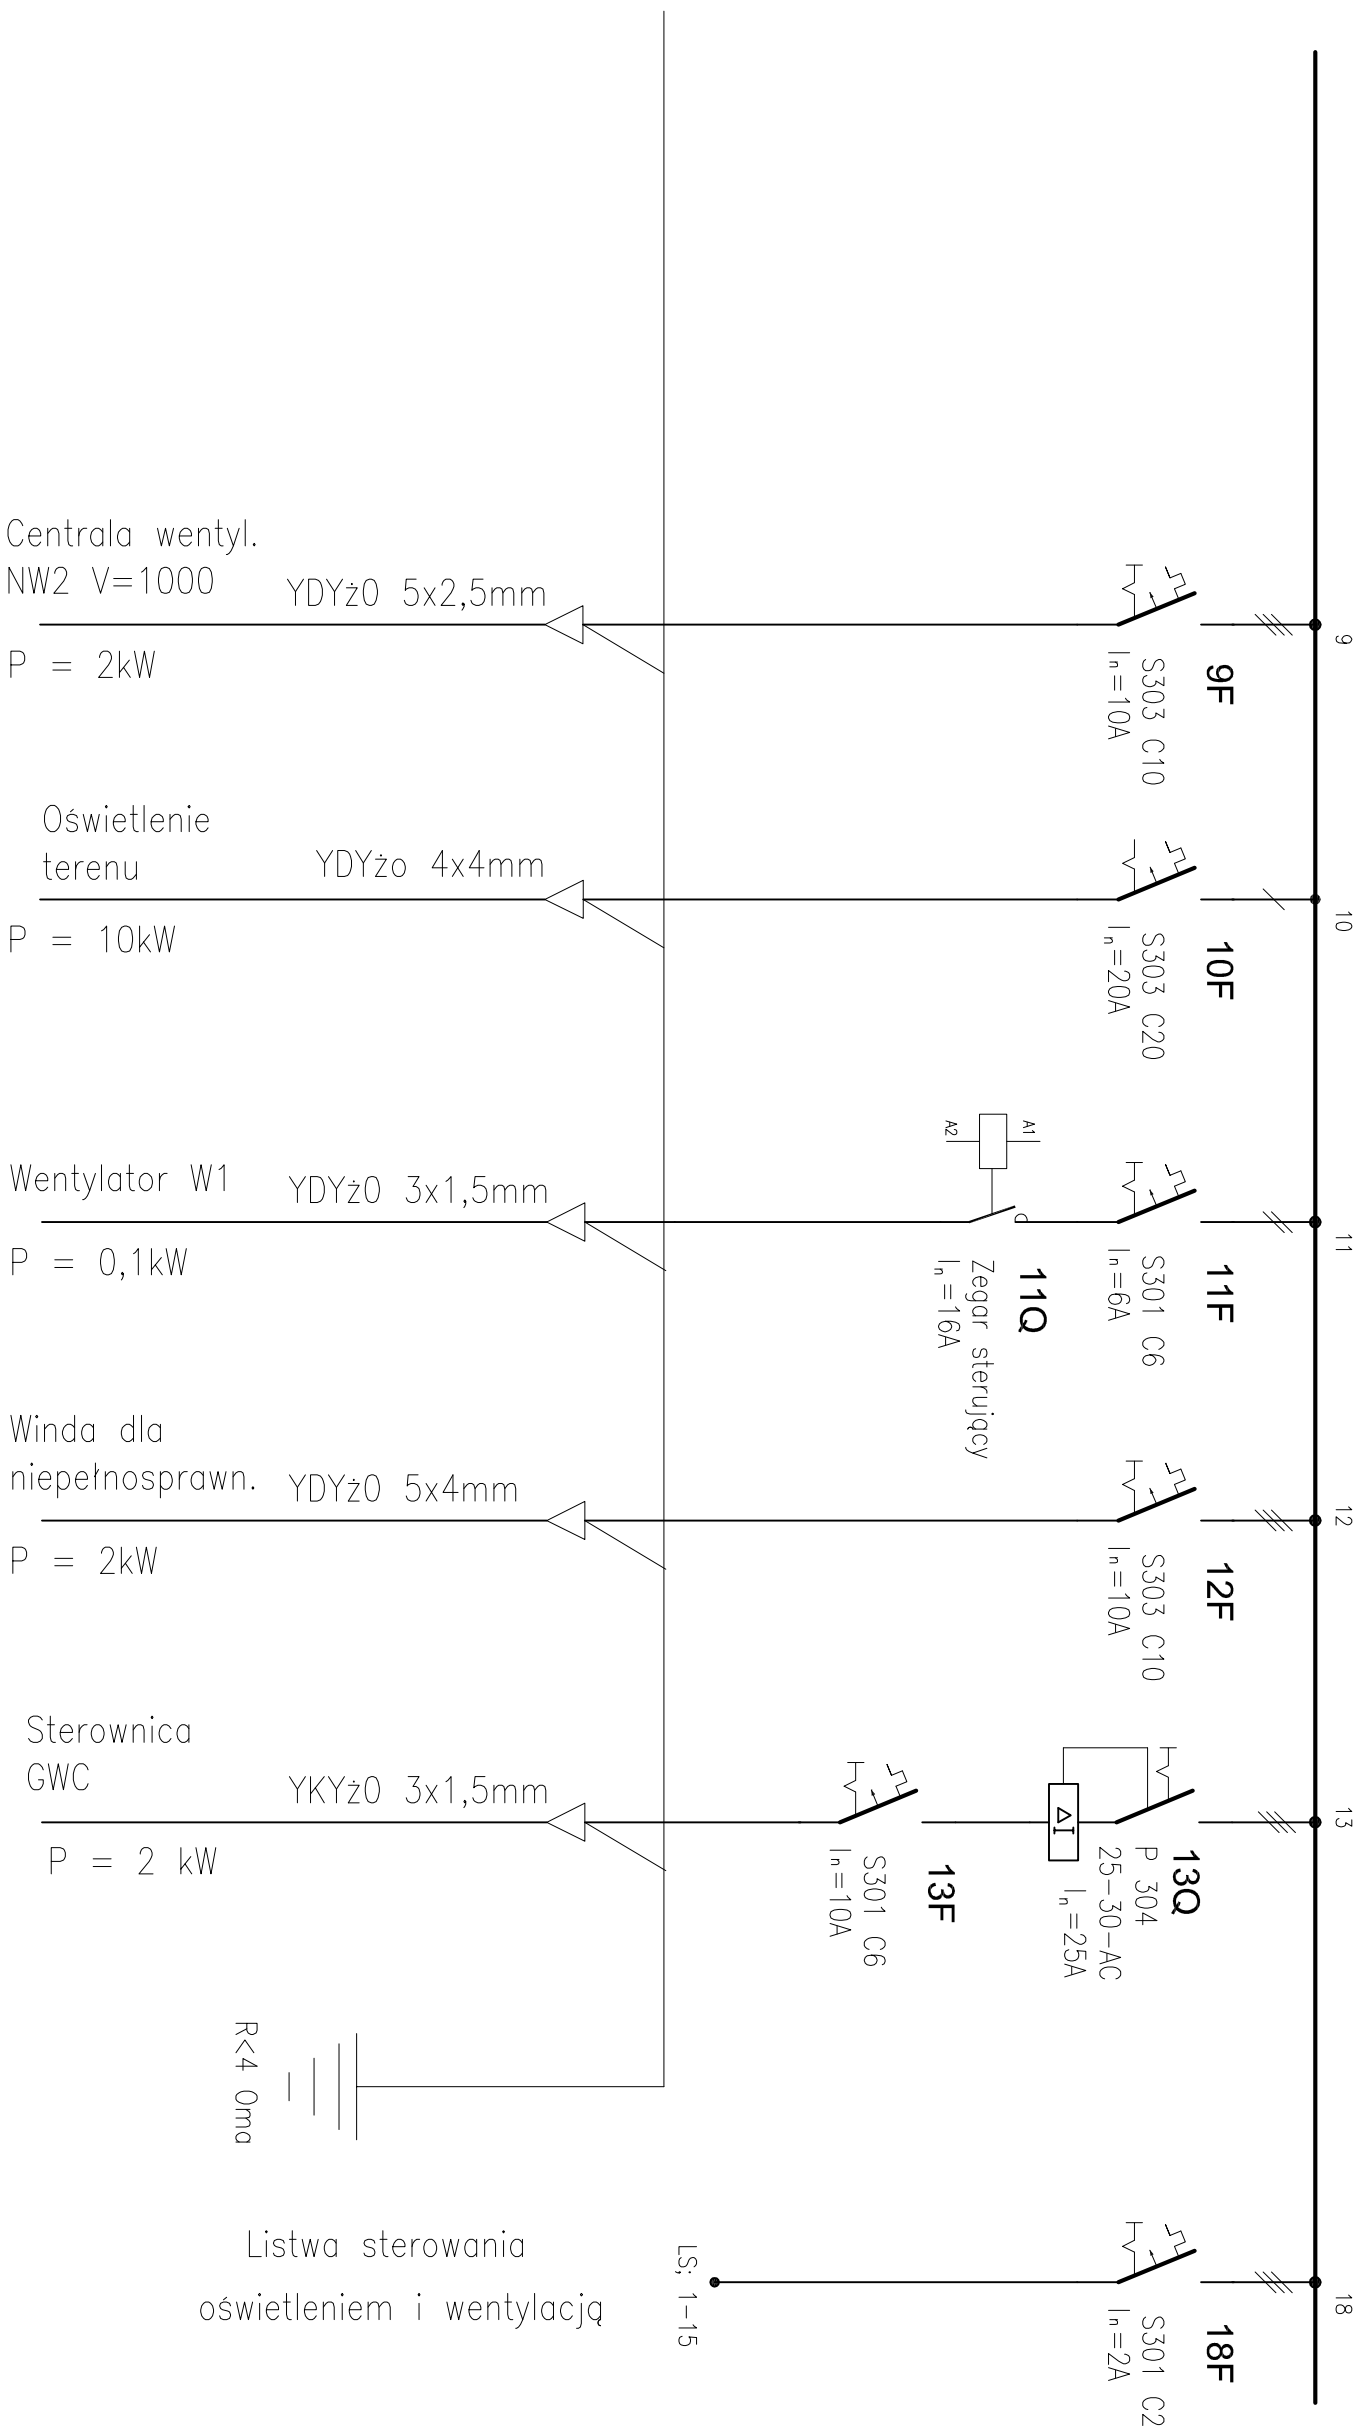 9
Centrala wentyl.
NW2 V=1000
YDYżO 5x2,5mm
P = 2kW
9F
S303 C10
In=10A
10
Oświetlenie
terenu
YDYżo 4x4mm
P = 10kW
10F
S303 C20
In=20A
11
A1
A2
Wentylator W1
YDYżO 3x1,5mm
P = 0,1kW
11F
S301 C6
In=6A
11Q
Zegar sterujący
In=16A
12
Winda dla
niepełnosprawn.
YDYżO 5x4mm
P = 2kW
12F
S303 C10
In=10A
13
Sterownica
GWC
YKYżO 3x1,5mm
P = 2 kW
ΔI
13Q
P 304
25-30-AC
In=25A
13F
S301 C6
In=10A
R<4 Oma
18
Listwa sterowania
oświetleniem i wentylacją
LS; 1-15
18F
S301 C2
In=2A